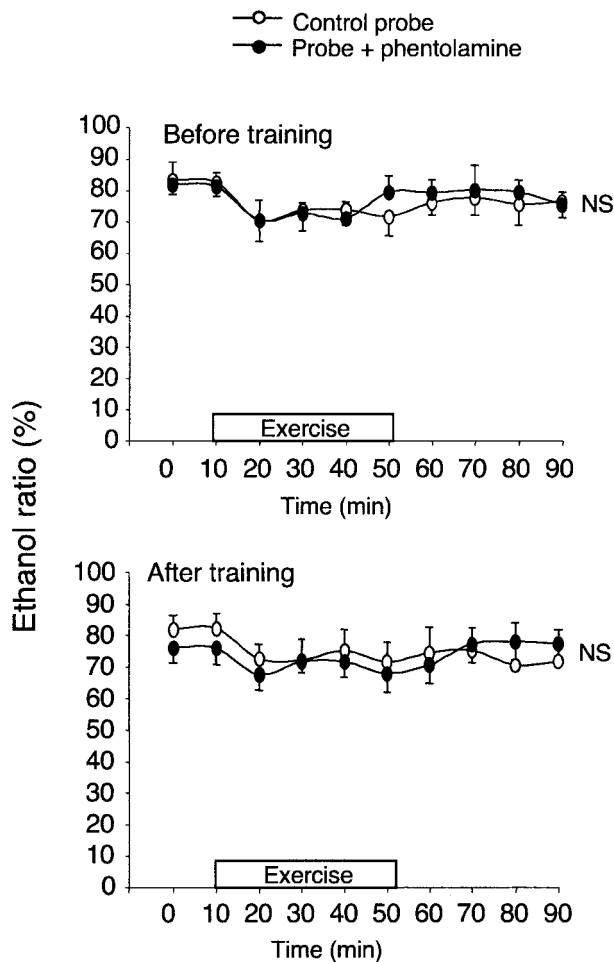 Control probe
Probe + phentolamine
Ethanol ratio (%)
Before training
100
90
80
70
60
50
40
30
20
10
0
NS
Exercise
0 10 20 30 40 50 60 70 80 90
Time (min)
After training
100
90
80
70
60
50
40
30
20
10
0
NS
Exercise
0 10 20 30 40 50 60 70 80 90
Time (min)